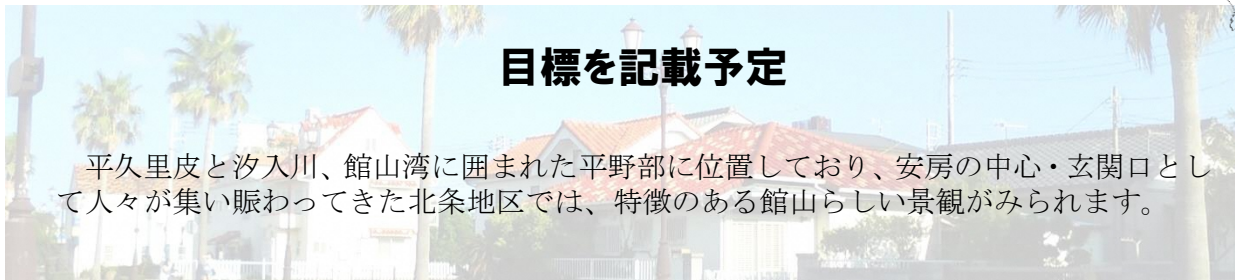 目標を記載予定
平久里皮と汐入川、館山湾に囲まれた平野部に位置しており、安房の中心・玄関口とし
て人々が集い賑わってきた北条地区では、特徴のある館山らしい景観がみられます。